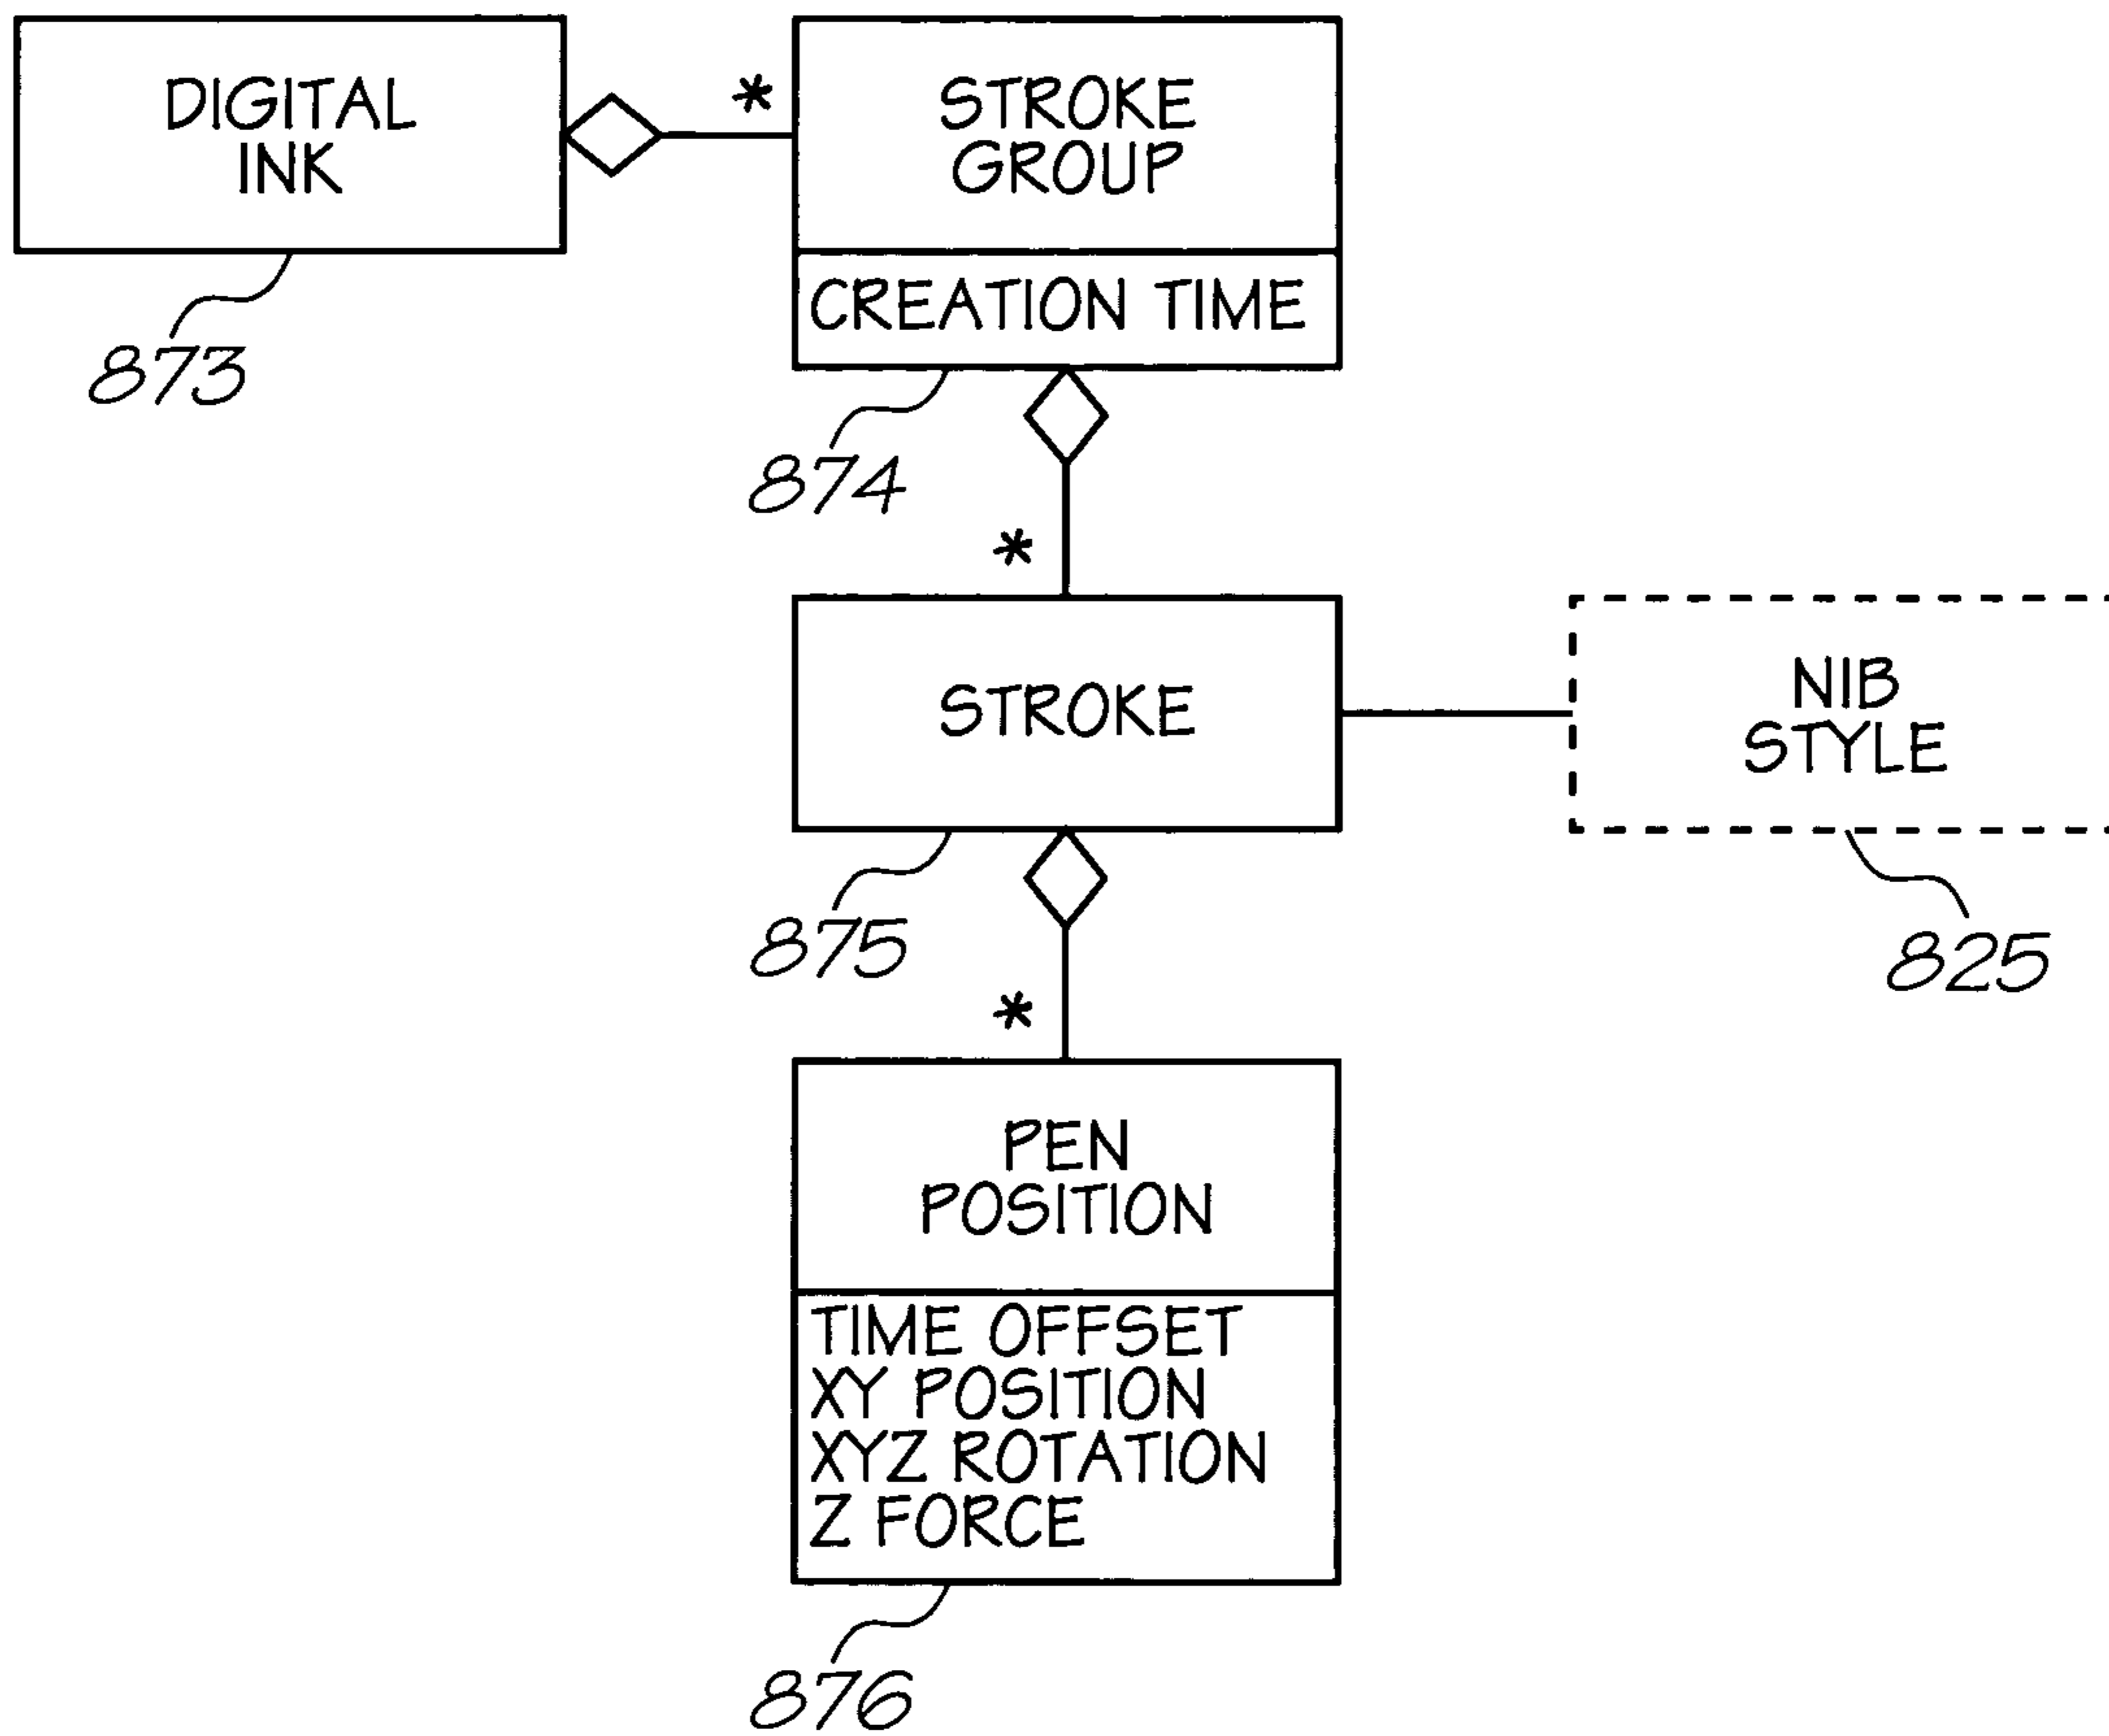 DIGITAL
INK
*
STROKE
GROUP
CREATION TIME
873
874
*
STROKE
NIB
STYLE
875
825
*
PEN
POSITION
TIME OFFSET
XY POSITION
XYZ ROTATION
Z FORCE
876